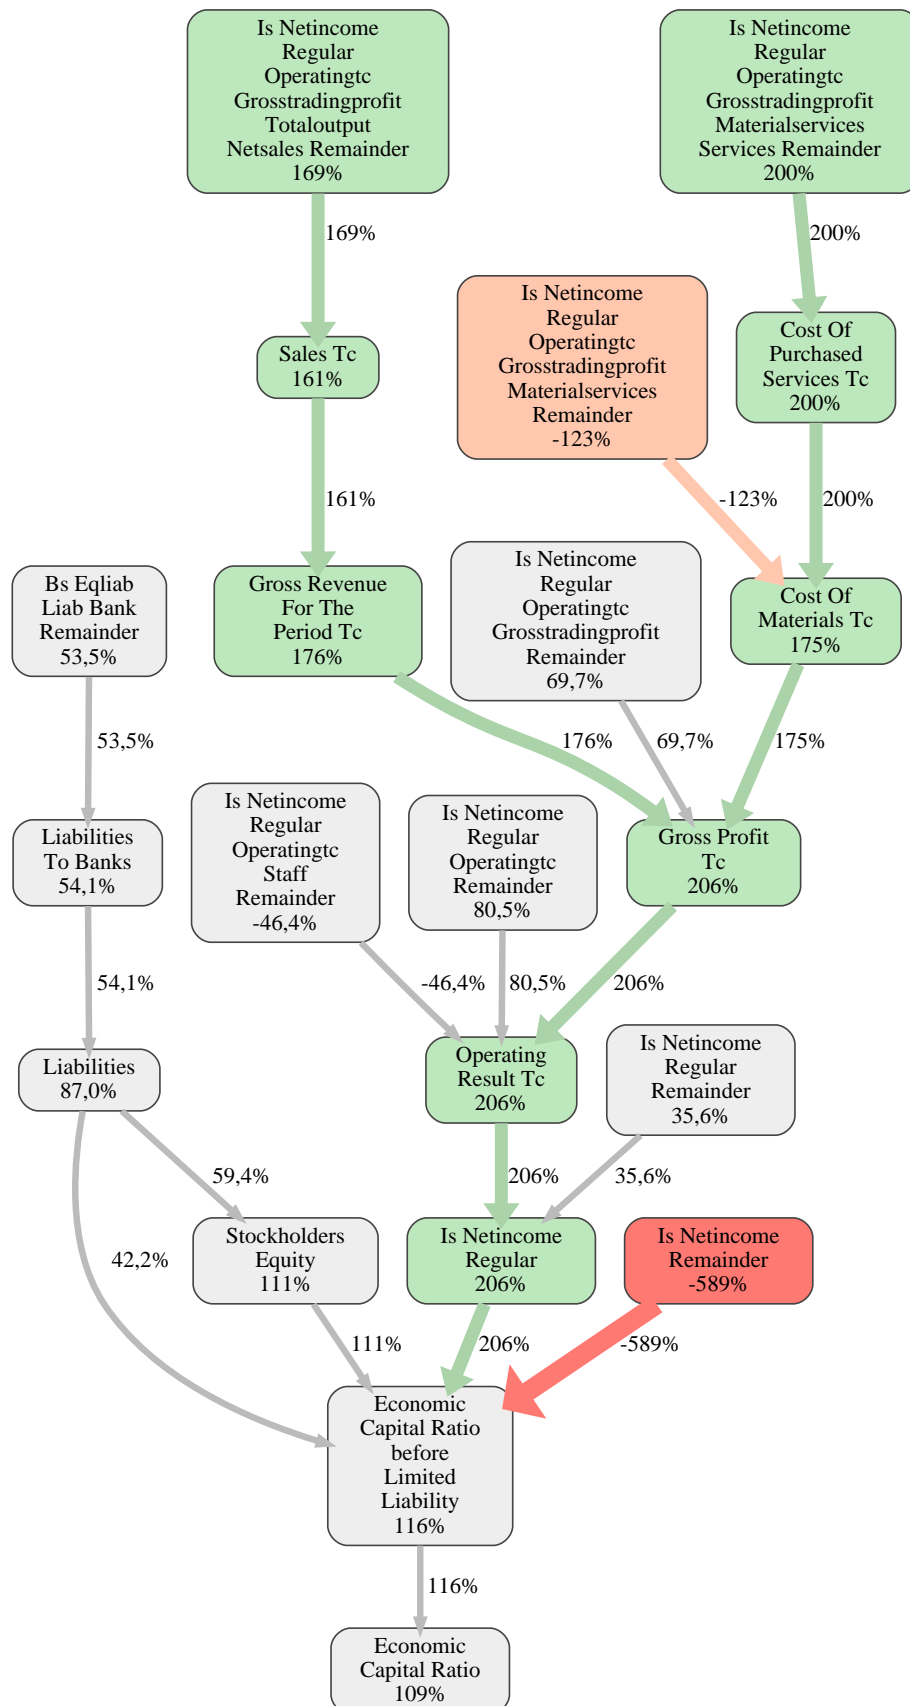 Is Netincome
Regular
Operatingtc
Grosstradingprofit
Totaloutput
Netsales Remainder
169%
Is Netincome
Regular
Operatingtc
Grosstradingprofit
Materialservices
Services Remainder
200%
169%
200%
Is Netincome
Regular
Operatingtc
Grosstradingprofit
Materialservices
Remainder
-123%
Sales Tc
161%
Cost Of
Purchased
Services Tc
200%
161%
-123%
200%
Bs Eqliab
Liab Bank
Remainder
53,5%
Gross Revenue
For The
Period Tc
176%
Is Netincome
Regular
Operatingtc
Grosstradingprofit
Remainder
69,7%
Cost Of
Materials Tc
175%
53,5%
176%
69,7%
175%
Liabilities
To Banks
54,1%
Is Netincome
Regular
Operatingtc
Staff
Remainder
-46,4%
Is Netincome
Regular
Operatingtc
Remainder
80,5%
Gross Profit
Tc
206%
54,1%
-46,4%
80,5%
206%
Liabilities
87,0%
Operating
Result Tc
206%
Is Netincome
Regular
Remainder
35,6%
59,4%
206%
35,6%
42,2%
Stockholders
Equity
111%
Is Netincome
Regular
206%
Is Netincome
Remainder
-589%
111%
206%
-589%
Economic
Capital Ratio
before
Limited
Liability
116%
116%
Economic
Capital Ratio
109%